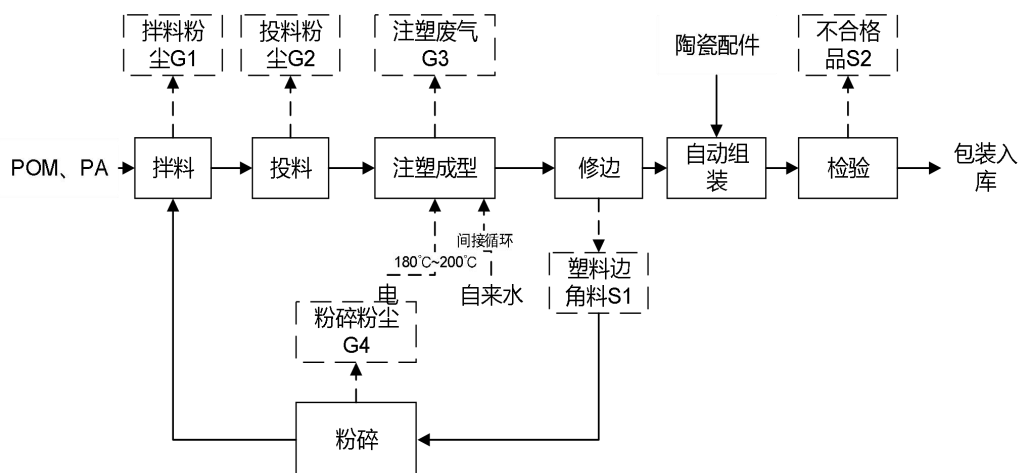 拌料粉
尘G1
投料粉
尘G2
注塑废气
G3
陶瓷配件
不合格
品S2
POM、PA
拌料
投料
注塑成型
修边
自动组
装
检验
包装入
库
间接循环
180℃~200℃
电
自来水
塑料边
角料S1
粉碎粉尘
G4
粉碎